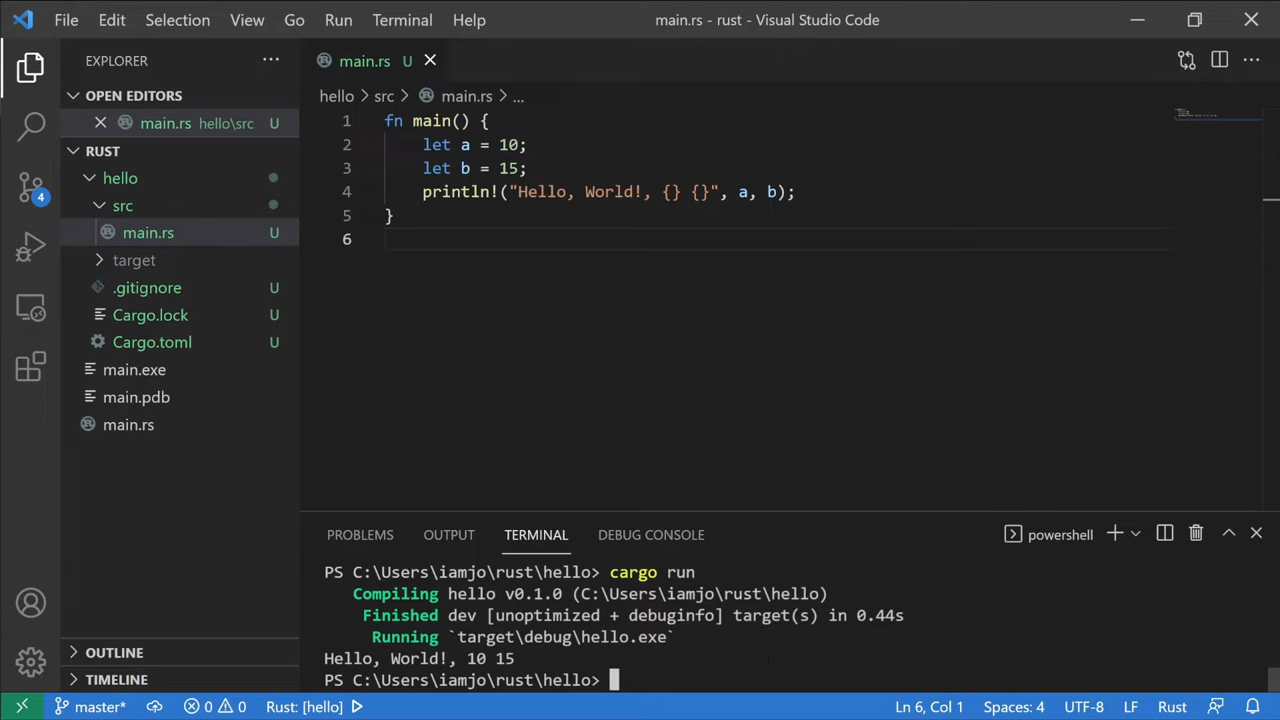 File Edit Selection View Go Run Terminal Help main.rs - rust - Visual Studio Code
EXPLORER
OPEN EDITORS
main.rs hello\src U
RUST
hello
src
main.rs U
target
.gitignore U
Cargo.lock U
Cargo.toml U
main.exe
main.pdb
main.rs
OUTLINE
TIMELINE
4
main.rs U
hello > src > main.rs > ...
1 fn main() {
2 let a = 10;
3 let b = 15;
4 println!("Hello, World!, {} {}", a, b);
5 }
6
PROBLEMS OUTPUT TERMINAL DEBUG CONSOLE powershell
PS C:\Users\iamjo\rust\hello> cargo run
Compiling hello v0.1.0 (C:\Users\iamjo\rust\hello)
Finished dev [unoptimized + debuginfo] target(s) in 0.44s
Running `target\debug\hello.exe`
Hello, World!, 10 15
PS C:\Users\iamjo\rust\hello>
master* 0 0 Rust: [hello] Ln 6, Col 1 Spaces: 4 UTF-8 LF Rust